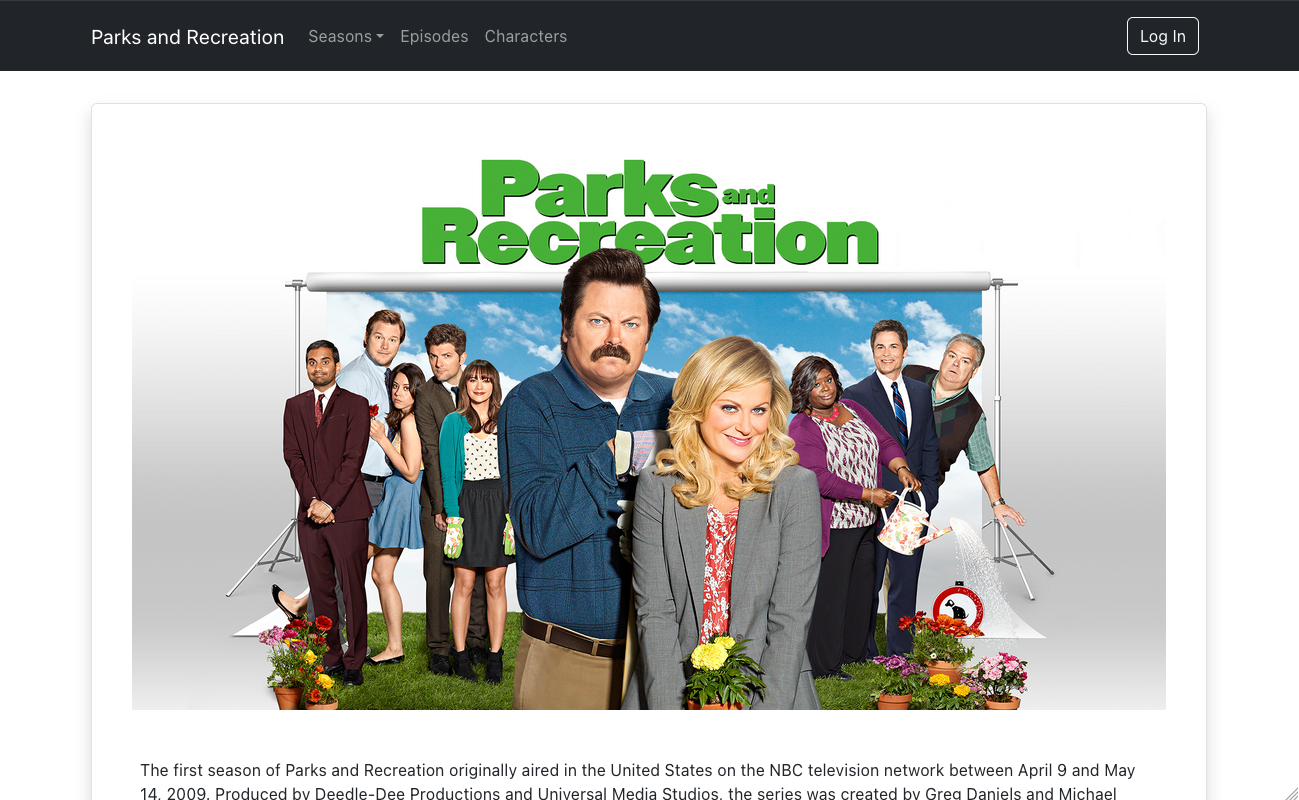 Parks and Recreation Seasons Episodes Characters Log In
Parks and
Recreation
The first season of Parks and Recreation originally aired in the United States on the NBC television network between April 9 and May
14, 2009. Produced by Deedle-Dee Productions and Universal Media Studios, the series was created by Greg Daniels and Michael